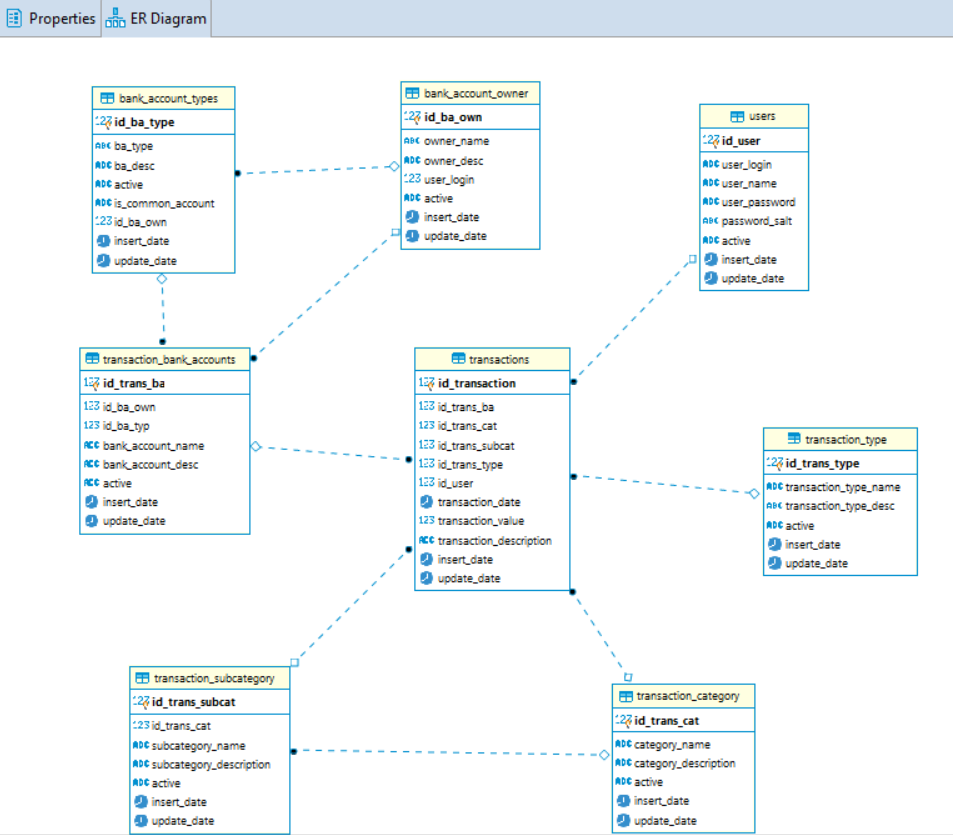 Properties
ER Diagram
bank_account_types
id_ba_type
ba_type
ba_desc
active
is_common_account
id_ba_own
insert_date
update_date
bank_account_owner
id_ba_own
owner_name
owner_desc
user_login
active
insert_date
update_date
users
id_user
user_login
user_name
user_password
password_salt
active
insert_date
update_date
transaction_bank_accounts
id_trans_ba
id_ba_own
id_ba_typ
bank_account_name
bank_account_desc
active
insert_date
update_date
transactions
id_transaction
id_trans_ba
id_trans_cat
id_trans_subcat
id_trans_type
id_user
transaction_date
transaction_value
transaction_description
insert_date
update_date
transaction_type
id_trans_type
transaction_type_name
transaction_type_desc
active
insert_date
update_date
transaction_subcategory
id_trans_subcat
id_trans_cat
subcategory_name
subcategory_description
active
insert_date
update_date
transaction_category
id_trans_cat
category_name
category_description
active
insert_date
update_date